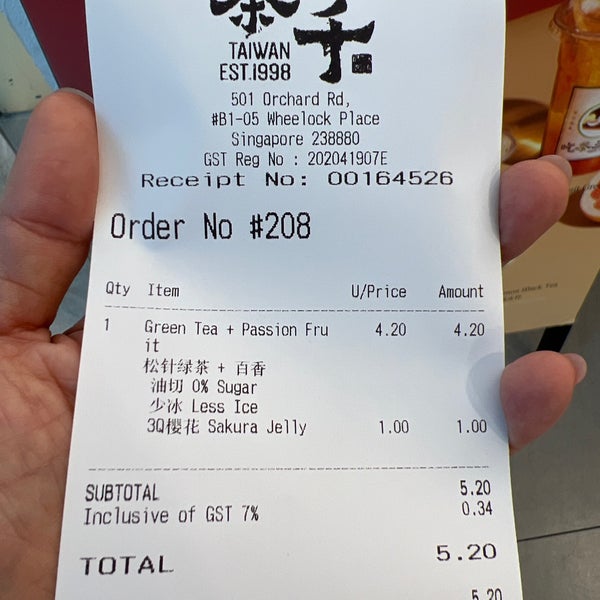 TAIWAN
EST.1998
501 Orchard Rd,
#B1-05 Wheelock Place
Singapore 238880
GST Reg No : 202041907E
Receipt No: 00164526
Order No #208
Qty Item U/Price Amount
1 Green Tea + Passion Fru 4.20 4.20
it
松针绿茶 + 百香
油切 0% Sugar
少冰 Less Ice
3Q櫻花 Sakura Jelly 1.00 1.00
SUBTOTAL 5.20
Inclusive of GST 7% 0.34
TOTAL 5.20
5.20